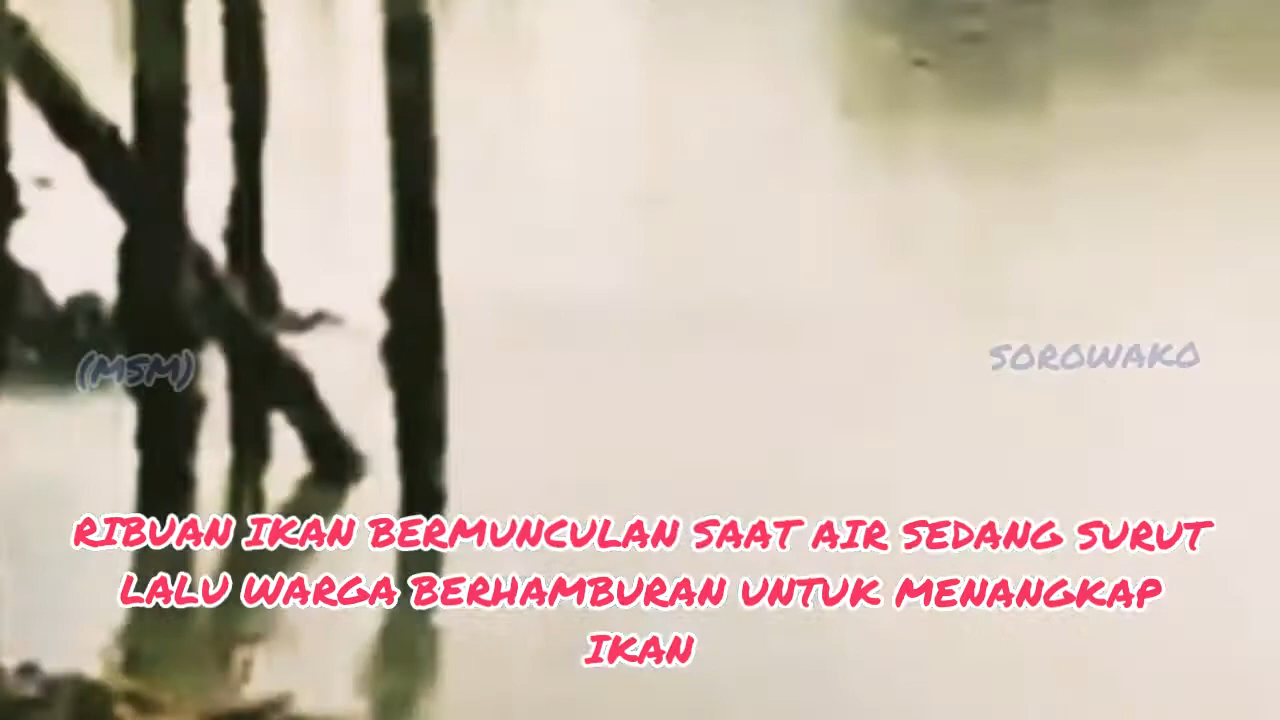 (MSM)
SOROWAKO
RIBUAN IKAN BERMUNCULAN SAAT AIR SEDANG SURUT
LALU WARGA BERHAMBURAN UNTUK MENANGKAP
IKAN